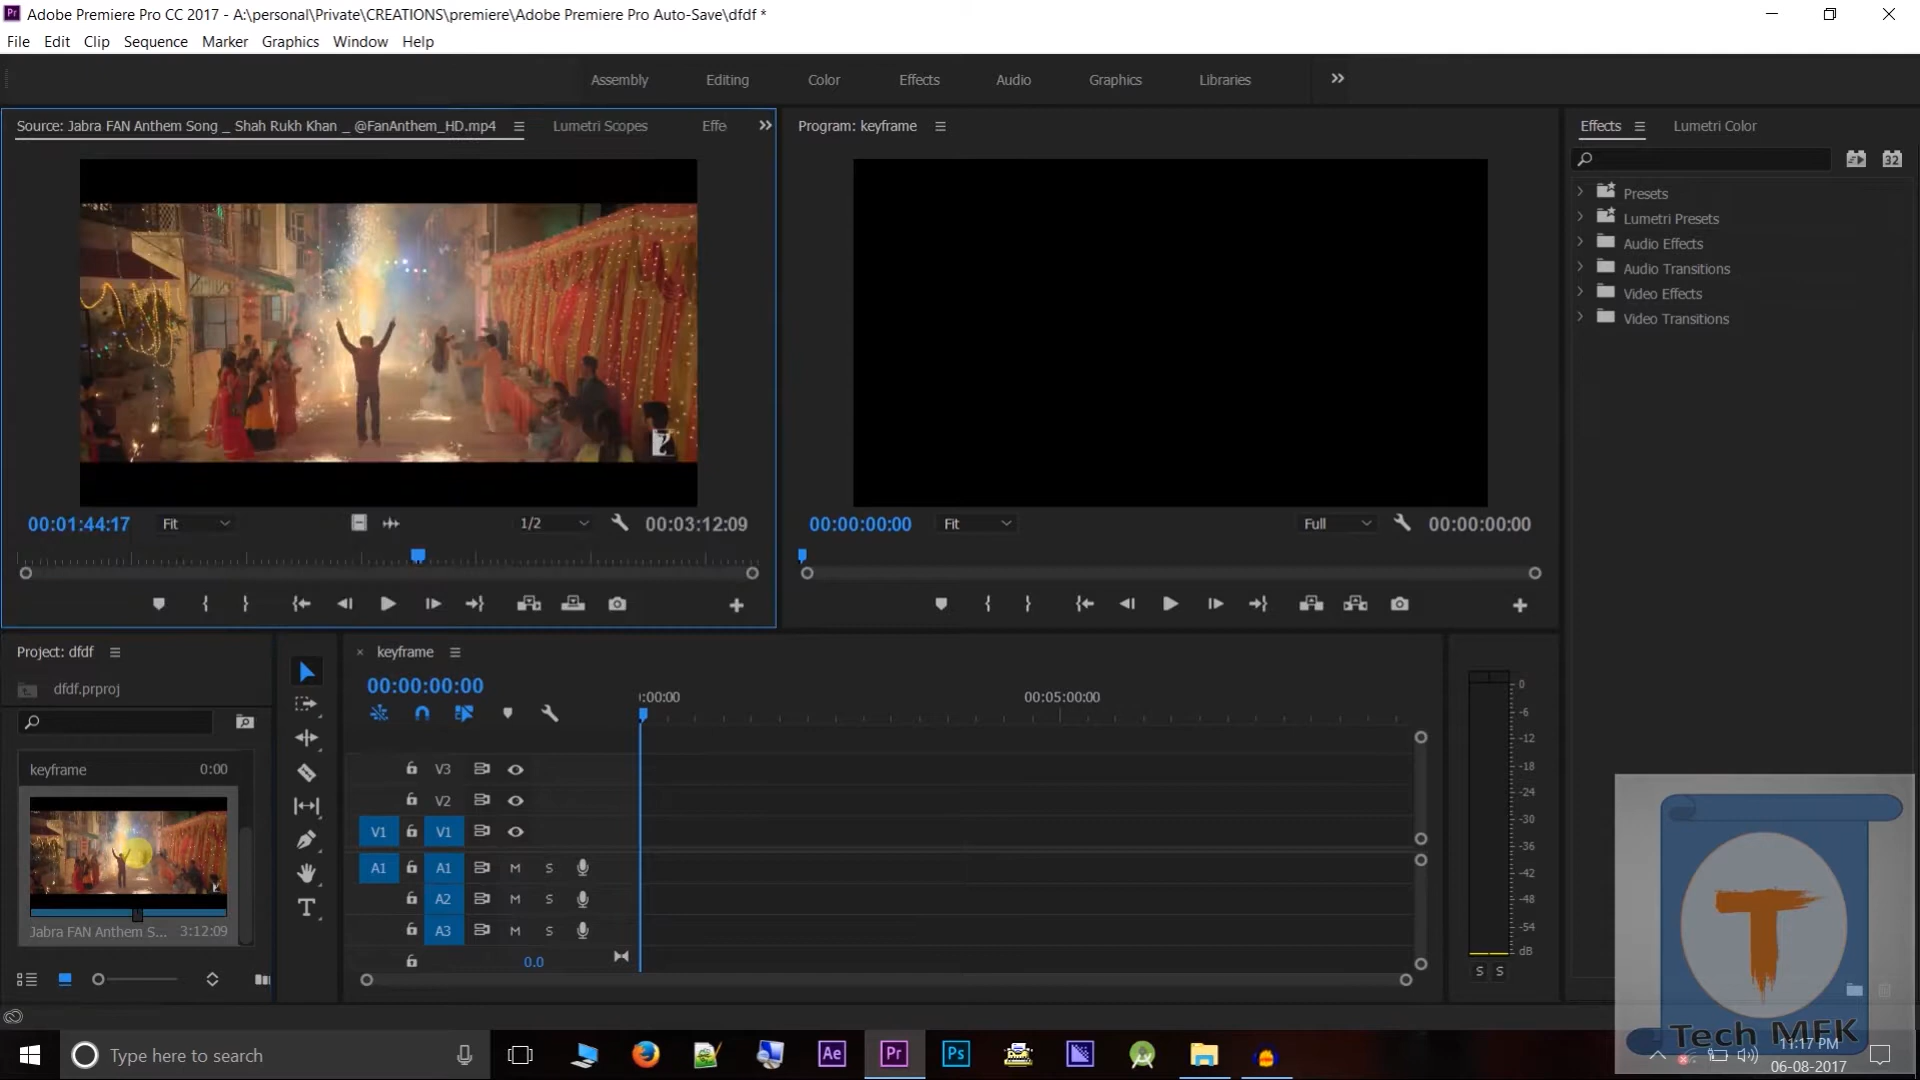 Adobe Premiere Pro CC 2017 - A:\personal\Private\CREATIONS\premiere\Adobe Premiere Pro Auto-Save\dfdf *
File Edit Clip Sequence Marker Graphics Window Help
Assembly Editing Color Effects Audio Graphics Libraries
Source: Jabra FAN Anthem Song _ Shah Rukh Khan _ @FanAnthem_HD.mp4 Lumetri Scopes Effe
Program: keyframe
Effects Lumetri Color
32
Presets
Lumetri Presets
Audio Effects
Audio Transitions
Video Effects
Video Transitions
00:01:44:17 Fit 1/2 00:03:12:09
00:00:00:00 Fit Full 00:00:00:00
Project: dfdf
dfdf.prproj
keyframe 0:00
Jabra FAN Anthem S... 3:12:09
keyframe
00:00:00:00
:00:00 00:05:00:00
V3
V2
V1 V1
A1 A1 M S
A2 M S
A3 M S
0.0
0
-6
-12
-18
-24
-30
-36
-42
-48
-54
dB
S S
T
Tech MFK
Type here to search
Ae Pr Ps
11:17 PM
06-08-2017